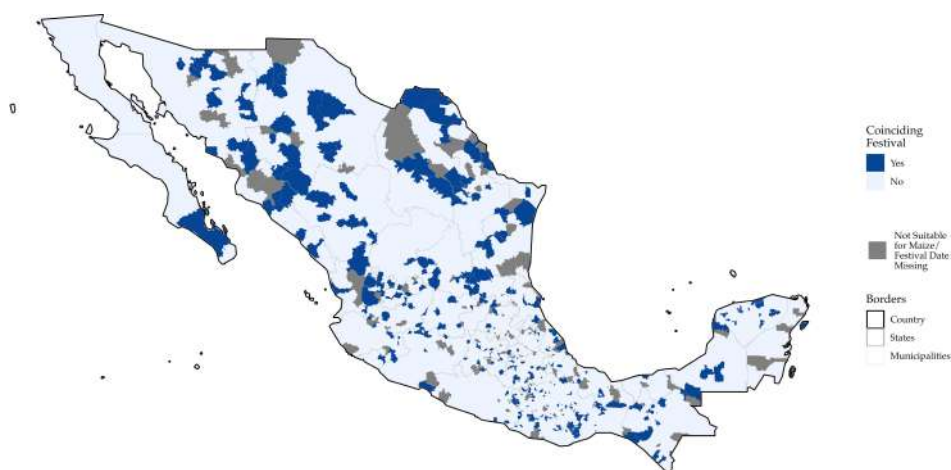 Coinciding
Festival
Yes
No
Not Suitable
for Maize/
Festival Date
Missing
Borders
Country
States
Municipalities